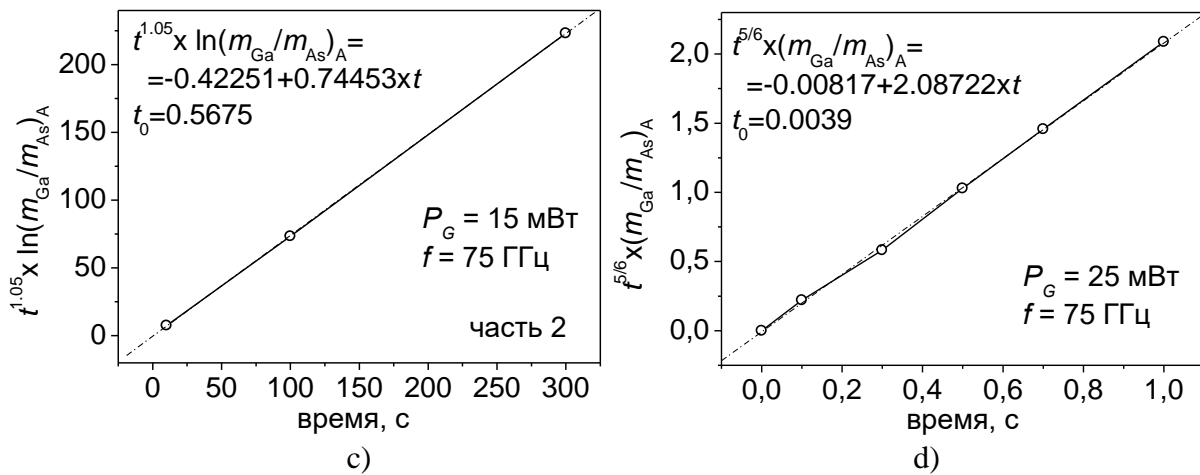 t^1.05 x ln(m_Ga/m_As)_A=
=-0.42251+0.74453xt
t_0=0.5675
P_G = 15 мВт
f = 75 ГГц
часть 2
t^1.05 x ln(m_Ga/m_As)_A
200
150
100
50
0
0 50 100 150 200 250 300
время, с
c)
t^5/6 x(m_Ga/m_As)_A=
=-0.00817+2.08722xt
t_0=0.0039
P_G = 25 мВт
f = 75 ГГц
t^5/6 x(m_Ga/m_As)_A
2,0
1,5
1,0
0,5
0,0
0,0 0,2 0,4 0,6 0,8 1,0
время, с
d)